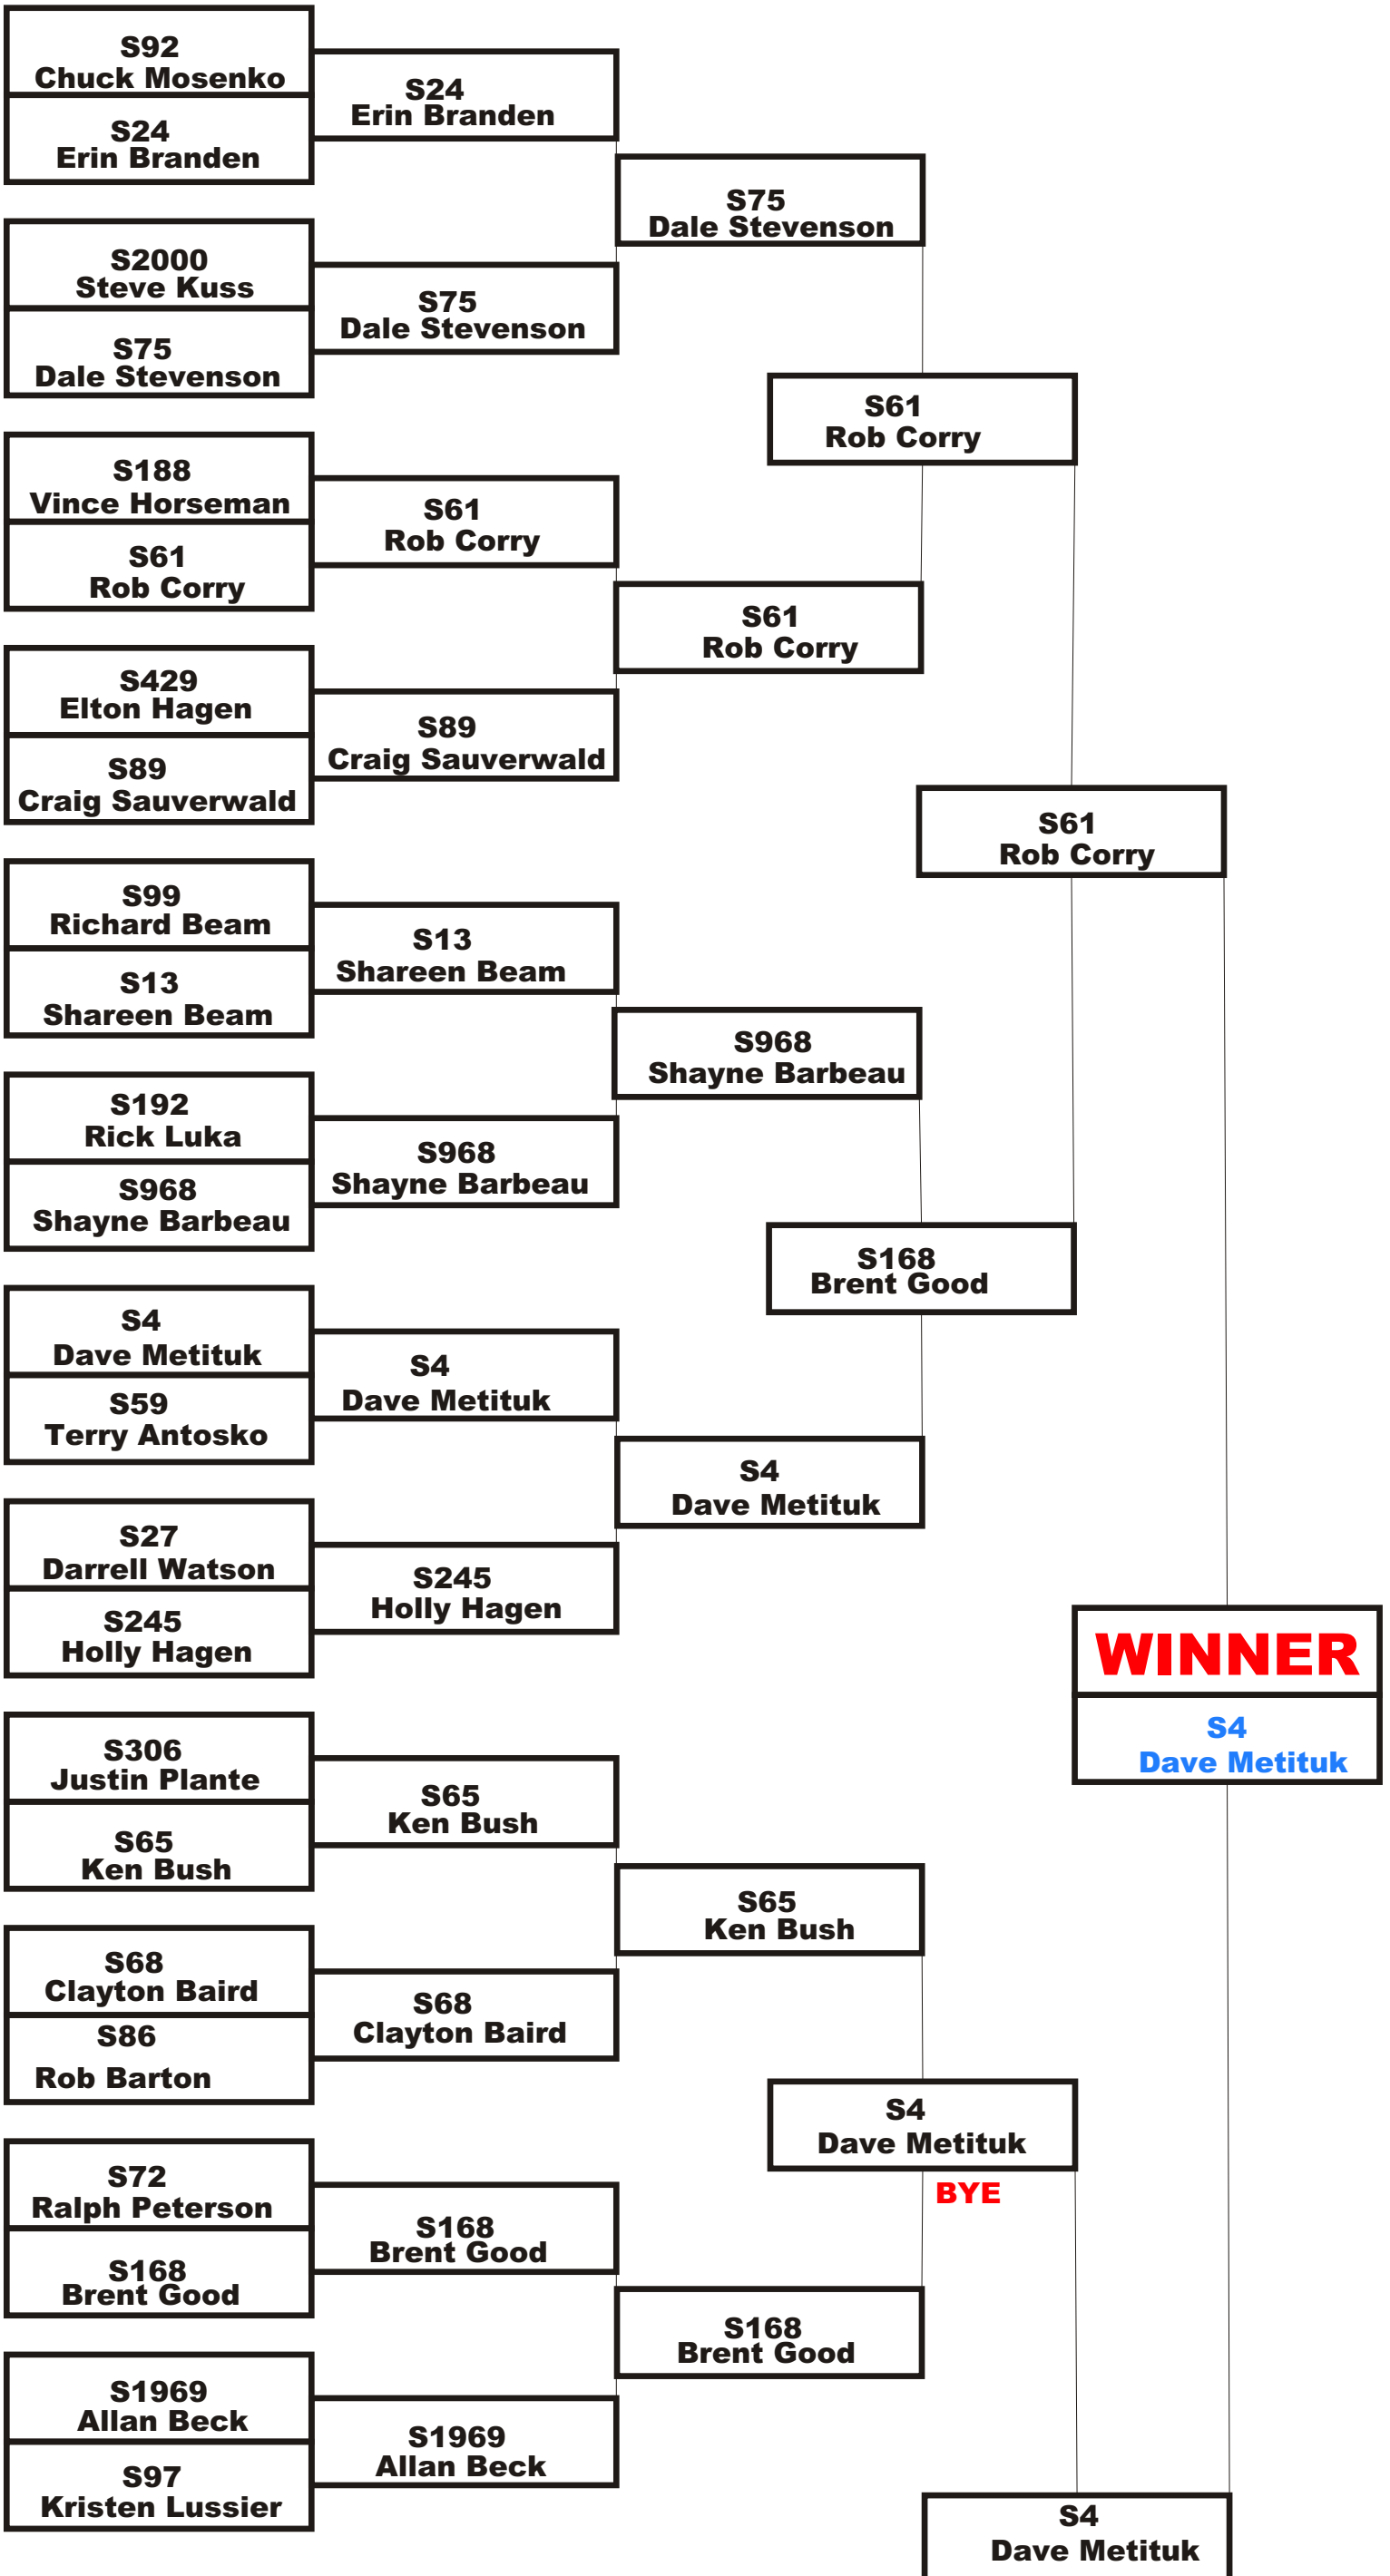 S92
Chuck Mosenko
S24
Erin Branden
S2000
Steve Kuss
S75
Dale Stevenson
S188
Vince Horseman
S61
Rob Corry
S429
Elton Hagen
S89
Craig Sauverwald
S99
Richard Beam
S13
Shareen Beam
S192
Rick Luka
S968
Shayne Barbeau
S4
Dave Metituk
S59
Terry Antosko
S27
Darrell Watson
S245
Holly Hagen
S306
Justin Plante
S65
Ken Bush
S68
Clayton Baird
S86
Rob Barton
S72
Ralph Peterson
S168
Brent Good
S1969
Allan Beck
S97
Kristen Lussier
S24
Erin Branden
S75
Dale Stevenson
S61
Rob Corry
S89
Craig Sauverwald
S13
Shareen Beam
S968
Shayne Barbeau
S4
Dave Metituk
S245
Holly Hagen
S65
Ken Bush
S68
Clayton Baird
S168
Brent Good
S1969
Allan Beck
S75
Dale Stevenson
S61
Rob Corry
S968
Shayne Barbeau
S4
Dave Metituk
S65
Ken Bush
S168
Brent Good
S61
Rob Corry
S168
Brent Good
S4
Dave Metituk
BYE
S61
Rob Corry
S4
Dave Metituk
WINNER
S4
Dave Metituk